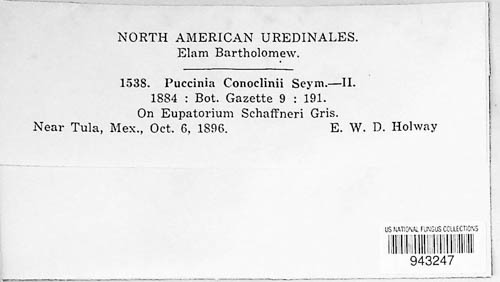 NORTH AMERICAN UREDINALES.
Elam Bartholomew.
1538. Puccinia Conoclinii Seym.—II.
1884 : Bot. Gazette 9 : 191.
On Eupatorium Schaffneri Gris.
Near Tula, Mex., Oct. 6, 1896. E. W. D. Holway
US NATIONAL FUNGUS COLLECTIONS
943247